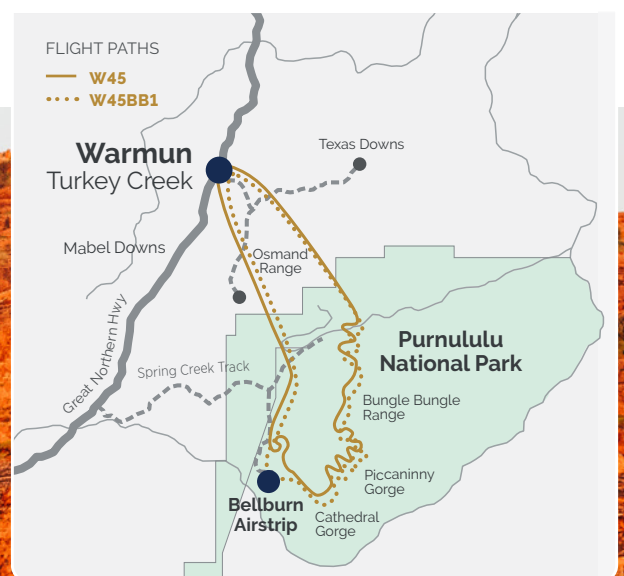 FLIGHT PATHS
W45
W45BB1
Warmun
Turkey Creek
Texas Downs
Mabel Downs
Osmand
Range
Great Northern Hwy
Spring Creek Track
Purnululu
National Park
Bungle Bungle
Range
Piccaninny
Gorge
Bellburn
Airstrip
Cathedral
Gorge